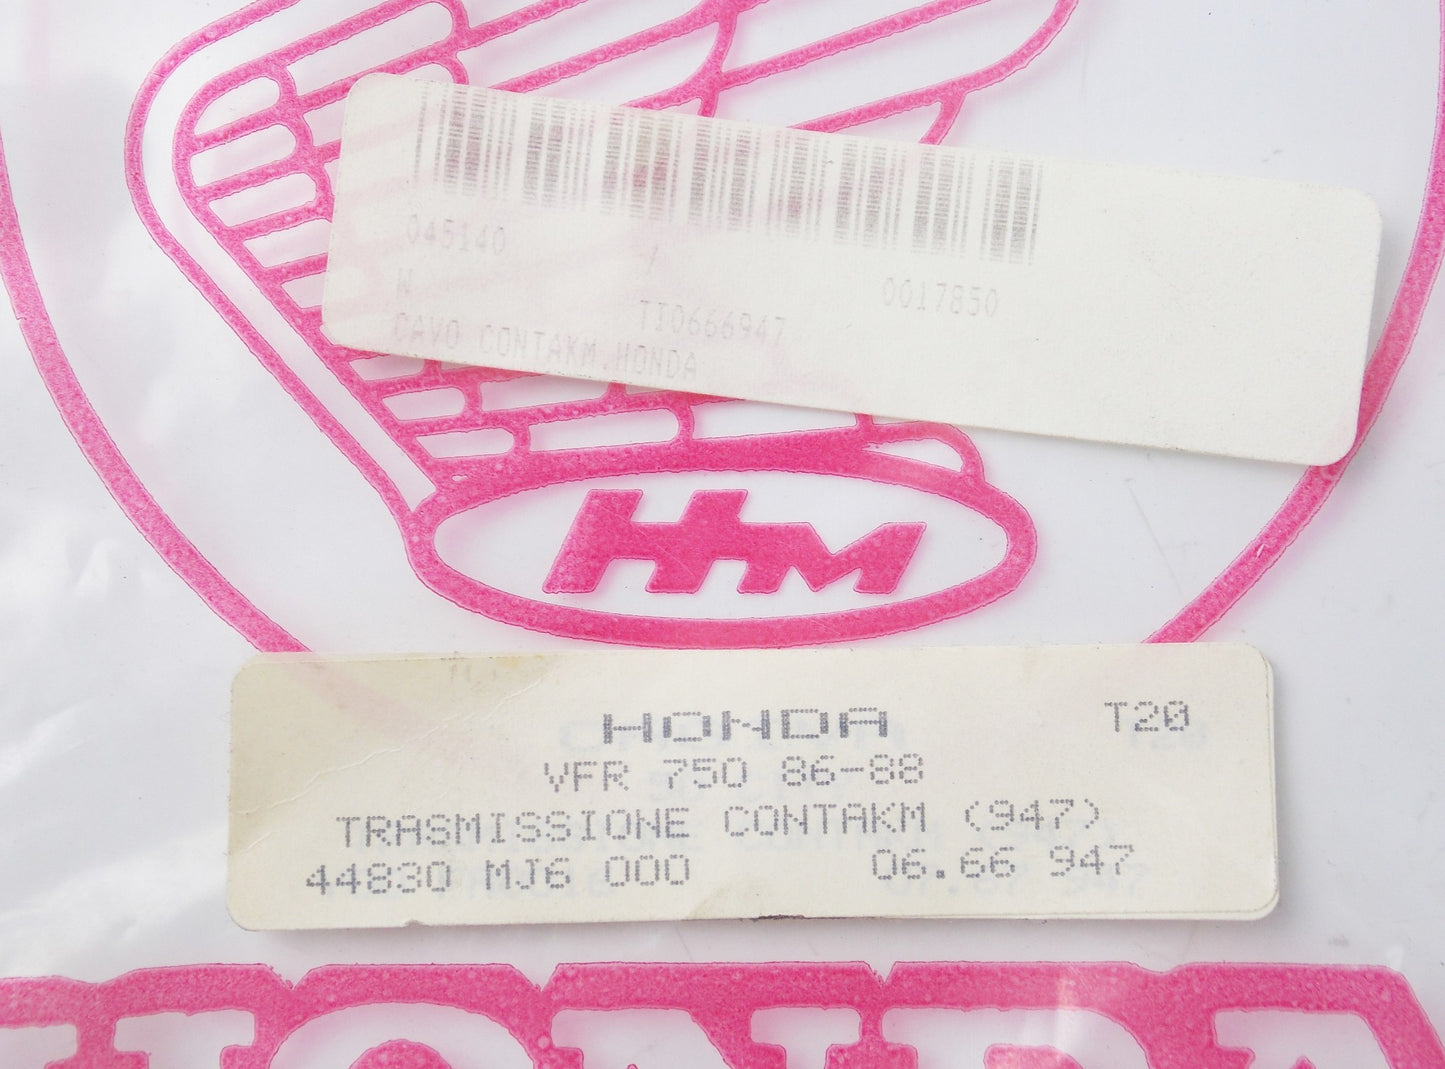 045140 / 0017850
W TI0666947
CAVO CONTAKM.HONDA
HM
HONDA T20
VFR 750 86-88
TRASMISSIONE CONTAKM (947)
44830 MJ6 000 06.66 947
HONDA